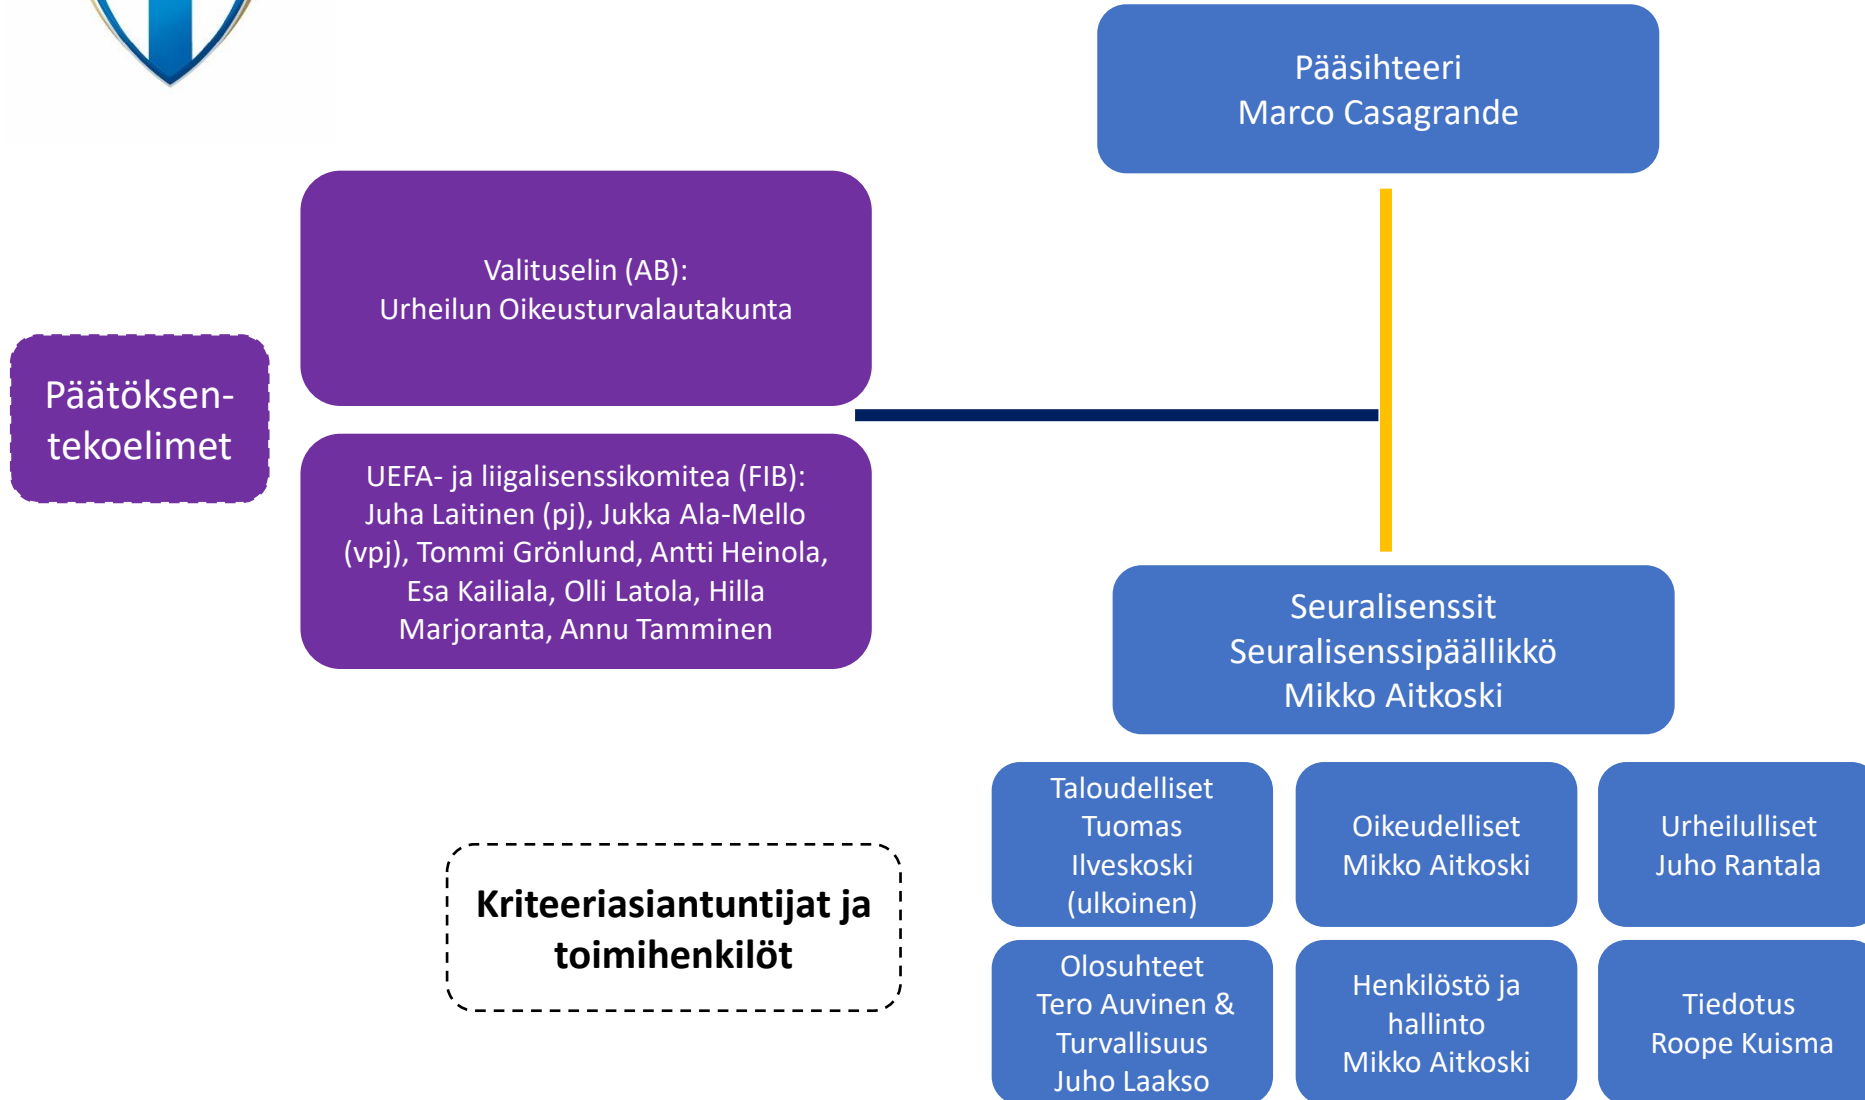 Pääsihteeri
Marco Casagrande
Valituselin (AB):
Urheilun Oikeusturvalautakunta
Päätöksen-
tekoelimet
UEFA- ja liigalisenssikomitea (FIB):
Juha Laitinen (pj), Jukka Ala-Mello
(vpj), Tommi Grönlund, Antti Heinola,
Esa Kailiala, Olli Latola, Hilla
Marjoranta, Annu Tamminen
Seuralisenssit
Seuralisenssipäällikkö
Mikko Aitkoski
Kriteeriasiantuntijat ja
toimihenkilöt
Taloudelliset
Tuomas
Ilveskoski
(ulkoinen)
Oikeudelliset
Mikko Aitkoski
Urheilulliset
Juho Rantala
Olosuhteet
Tero Auvinen &
Turvallisuus
Juho Laakso
Henkilöstö ja
hallinto
Mikko Aitkoski
Tiedotus
Roope Kuisma